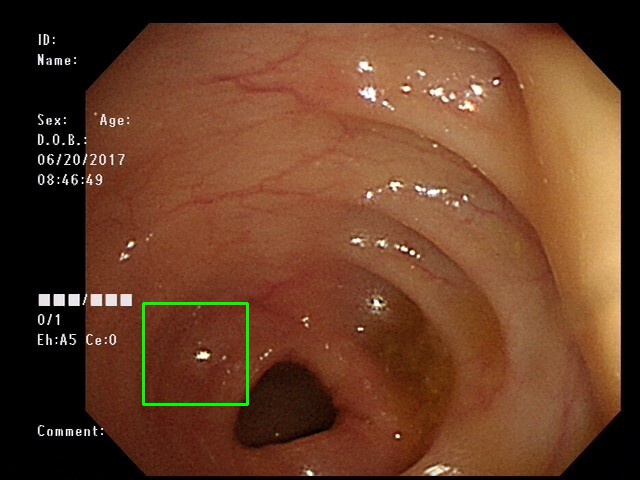 ID:
Name:
Sex: Age:
D.O.B.:
06/20/2017
08:46:49
■■■/■■■
0/1
Eh:A5 Ce:0
Comment: